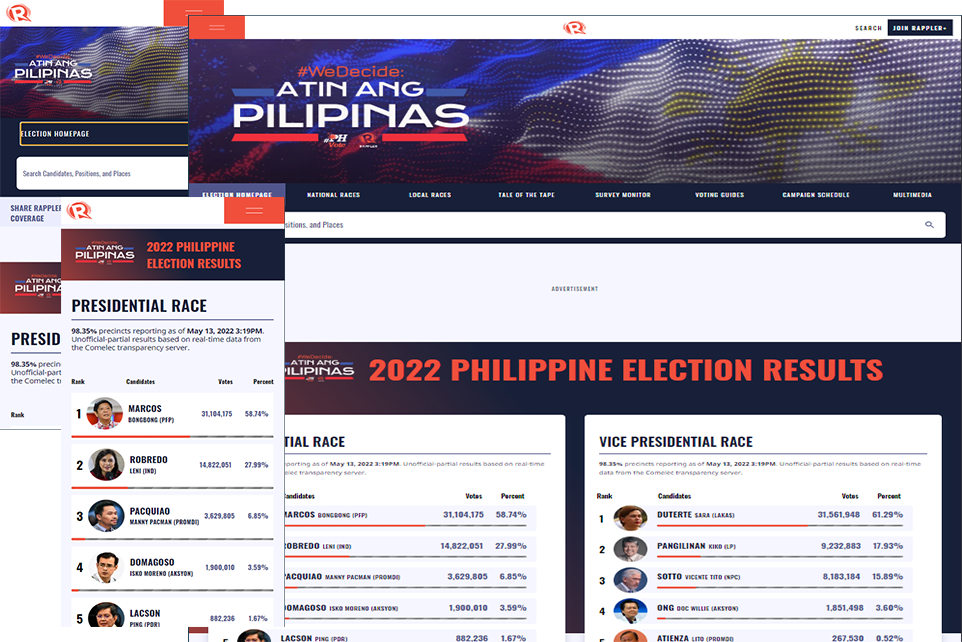 #WeDecide:
ATIN ANG
PILIPINAS
ELECTION HOMEPAGE
Search Candidates, Positions, and Places
SHARE RAPPLER
COVERAGE
ATIN ANG
PILIPIN
PRESID
98.35% precin
Unofficial-part
the Comelec t
Rank
SEARCH
JOIN RAPPLER+
#WeDecide:
ATIN ANG
PILIPINAS
#PH Vote
RAPPLER
ELECTION HOMEPAGE
NATIONAL RACES
LOCAL RACES
TALE OF THE TAPE
SURVEY MONITOR
VOTING GUIDES
CAMPAIGN SCHEDULE
MULTIMEDIA
sitions, and Places
ADVERTISEMENT
#WeDecide:
ATIN ANG
PILIPINAS
2022 PHILIPPINE ELECTION RESULTS
TIAL RACE
porting as of May 13, 2022 3:19PM. Unofficial-partial results based on real-time
elec transparency server.
andidates Votes Percent
MARCOS BONGBONG (PFP) 31,104,175 58.74%
ROBREDO LENI (IND) 14,822,051 27.99%
PACQUIAO MANNY PACMAN (PROMDI) 3,629,805 6.85%
DOMAGOSO ISKO MORENO (AKSYON) 1,900,010 3.59%
5 LACSON PING (PDR) 882,236 1.67%
VICE PRESIDENTIAL RACE
98.35% precincts reporting as of May 13, 2022 3:19PM. Unofficial-partial results based on real-time
data from the Comelec transparency server.
Rank Candidates Votes Percent
1 DUTERTE SARA (LAKAS) 31,561,948 61.29%
2 PANGILINAN KIKO (LP) 9,232,883 17.93%
3 SOTTO VICENTE TITO (NPC) 8,183,184 15.89%
4 ONG DOC WILLIE (AKSYON) 1,851,498 3.60%
5 ATIENZA LITO (PROMDI) 267,530 0.52%
#WeDecide:
ATIN ANG
PILIPINAS
2022 PHILIPPINE
ELECTION RESULTS
PRESIDENTIAL RACE
98.35% precincts reporting as of May 13, 2022 3:19PM.
Unofficial-partial results based on real-time data from
the Comelec transparency server.
Rank Candidates Votes Percent
1 MARCOS
BONGBONG (PFP) 31,104,175 58.74%
2 ROBREDO
LENI (IND) 14,822,051 27.99%
3 PACQUIAO
MANNY PACMAN (PROMDI) 3,629,805 6.85%
4 DOMAGOSO
ISKO MORENO (AKSYON) 1,900,010 3.59%
5 LACSON
PING (PDR) 882,236 1.67%